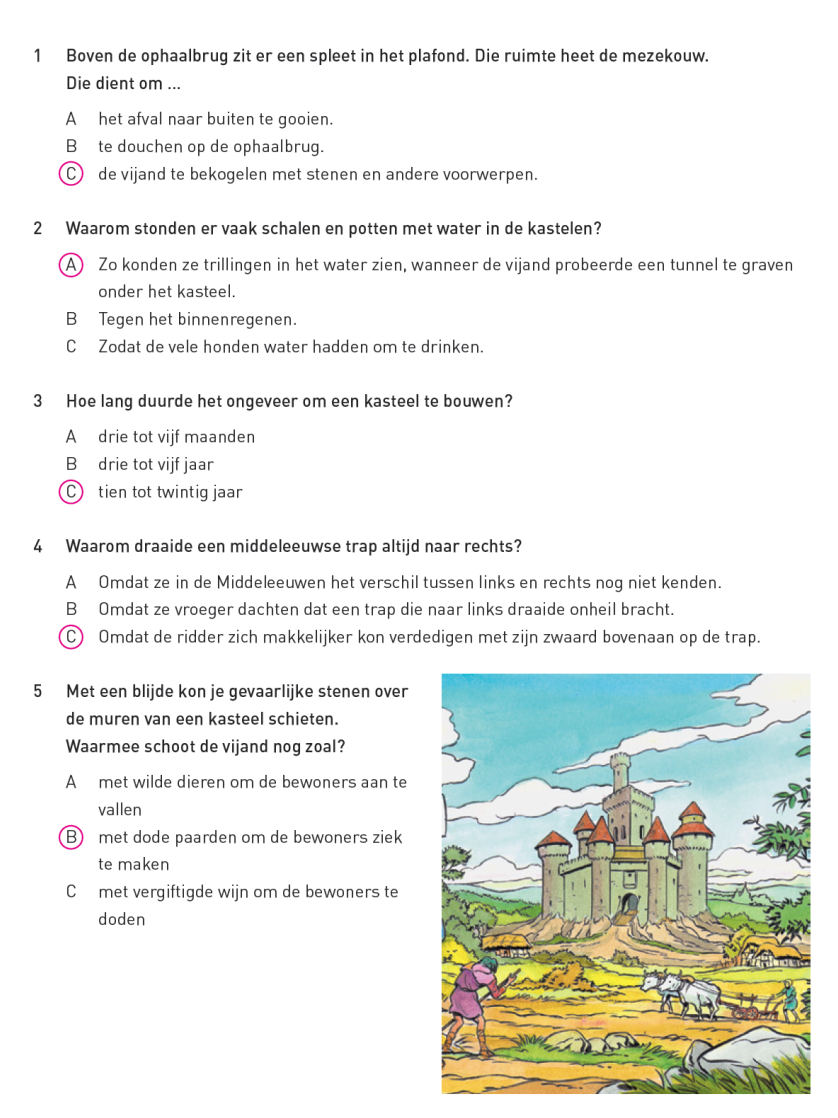 1 Boven de ophaalbrug zit er een spleet in het plafond. Die ruimte heet de mezekouw.
Die dient om ...
A het afval naar buiten te gooien.
B te douchen op de ophaalbrug.
C de vijand te bekogelen met stenen en andere voorwerpen.
2 Waarom stonden er vaak schalen en potten met water in de kastelen?
A Zo konden ze trillingen in het water zien, wanneer de vijand probeerde een tunnel te graven
onder het kasteel.
B Tegen het binnenregenen.
C Zodat de vele honden water hadden om te drinken.
3 Hoe lang duurde het ongeveer om een kasteel te bouwen?
A drie tot vijf maanden
B drie tot vijf jaar
C tien tot twintig jaar
4 Waarom draaide een middeleeuwse trap altijd naar rechts?
A Omdat ze in de Middeleeuwen het verschil tussen links en rechts nog niet kenden.
B Omdat ze vroeger dachten dat een trap die naar links draaide onheil bracht.
C Omdat de ridder zich makkelijker kon verdedigen met zijn zwaard bovenaan op de trap.
5 Met een blijde kon je gevaarlijke stenen over
de muren van een kasteel schieten.
Waarmee schoot de vijand nog zoal?
A met wilde dieren om de bewoners aan te
vallen
B met dode paarden om de bewoners ziek
te maken
C met vergiftigde wijn om de bewoners te
doden